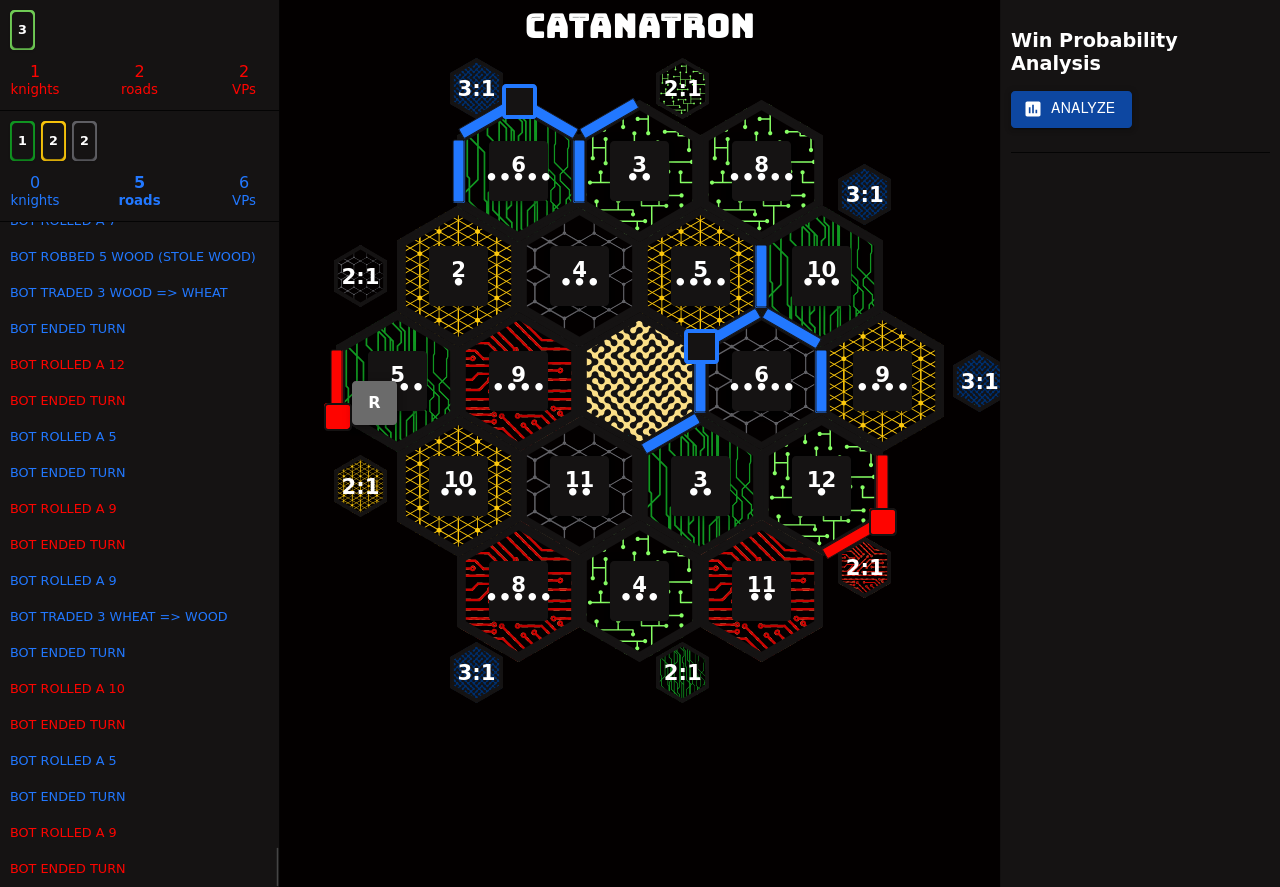 CATANATRON
3
1 2 2
knights roads VPs
1 2 2
0 5 6
knights roads VPs
BOT ROLLED A 7
BOT ROBBED 5 WOOD (STOLE WOOD)
BOT TRADED 3 WOOD => WHEAT
BOT ENDED TURN
BOT ROLLED A 12
BOT ENDED TURN
BOT ROLLED A 5
BOT ENDED TURN
BOT ROLLED A 9
BOT ENDED TURN
BOT ROLLED A 9
BOT TRADED 3 WHEAT => WOOD
BOT ENDED TURN
BOT ROLLED A 10
BOT ENDED TURN
BOT ROLLED A 5
BOT ENDED TURN
BOT ROLLED A 9
BOT ENDED TURN
3:1 2:1
6 3 8
3:1
2:1 2 4 5 10
5 9 6 9 3:1
R
2:1 10 11 3 12
8 4 11 2:1
3:1 2:1
Win Probability
Analysis
ANALYZE